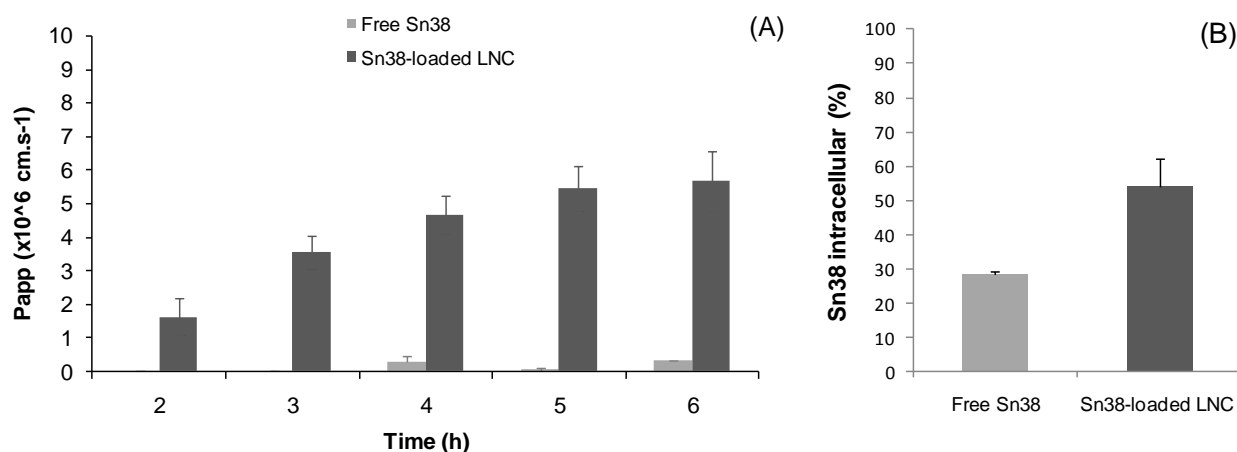 Free Sn38
Sn38-loaded LNC
(A)
Papp (x10^6 cm.s-1)
10
9
8
7
6
5
4
3
2
1
0
2 3 4 5 6
Time (h)
(B)
Sn38 intracellular (%)
100
90
80
70
60
50
40
30
20
10
0
Free Sn38 Sn38-loaded LNC